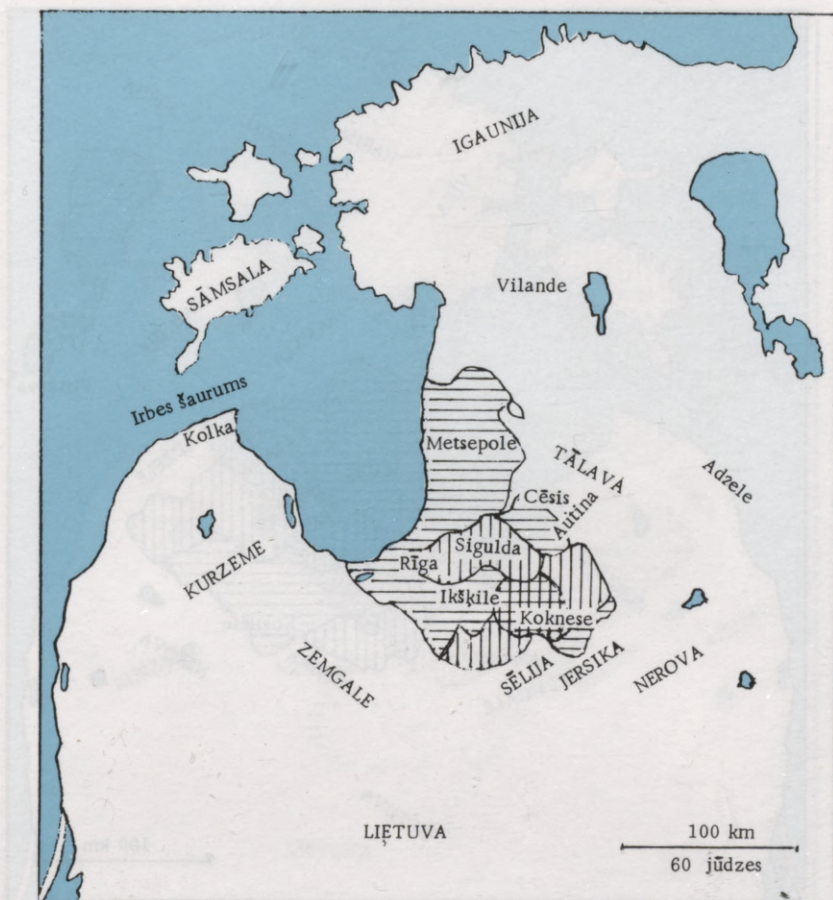 IGAUNIJA
SĀMSALA
Vilande
Irbes šaurums
Kolka
Metsepole
TĀLAVA
Adzele
Cēsis
Autina
Sigulda
Rīga
KURZEME
Ikšķile
Koknese
ZEMGALE
SĒLIJA
JERSIKA
NEROVA
LIĘTUVA
100 km
60 jūdzes